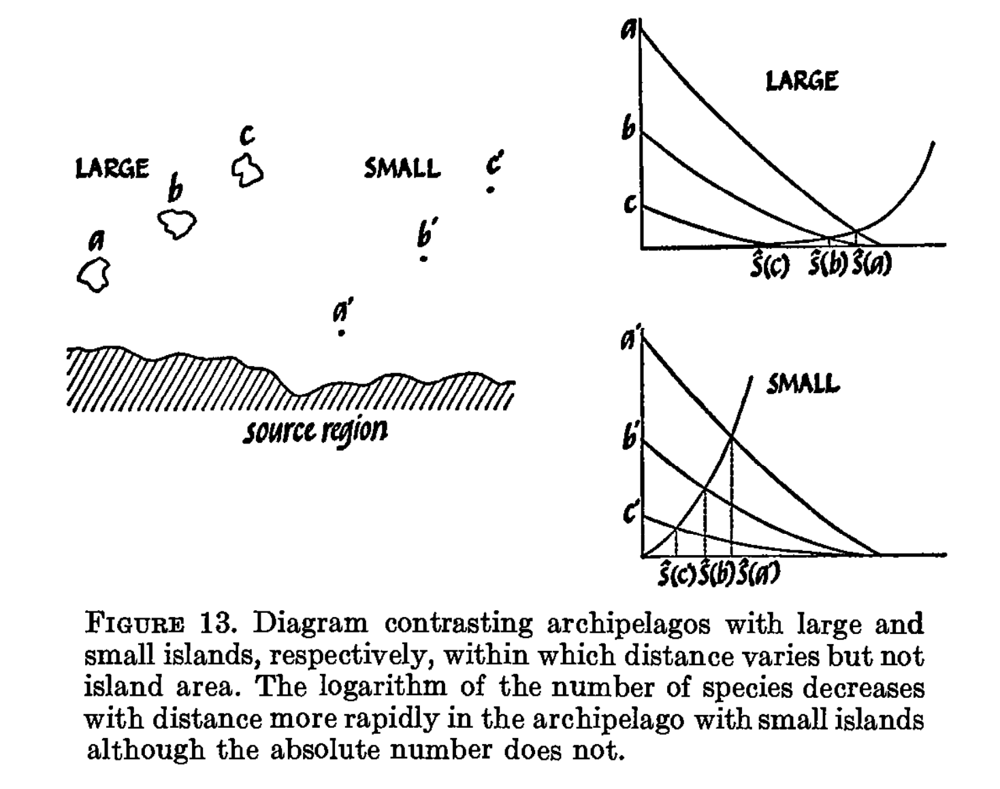 LARGE
a
b
c
SMALL
a′
b′
c′
source region
a
b
c
LARGE
ŝ(c) ŝ(b) ŝ(a)
a′
b′
c′
SMALL
ŝ(c′) ŝ(b′) ŝ(a′)
FIGURE 13. Diagram contrasting archipelagos with large and
small islands, respectively, within which distance varies but not
island area. The logarithm of the number of species decreases
with distance more rapidly in the archipelago with small islands
although the absolute number does not.